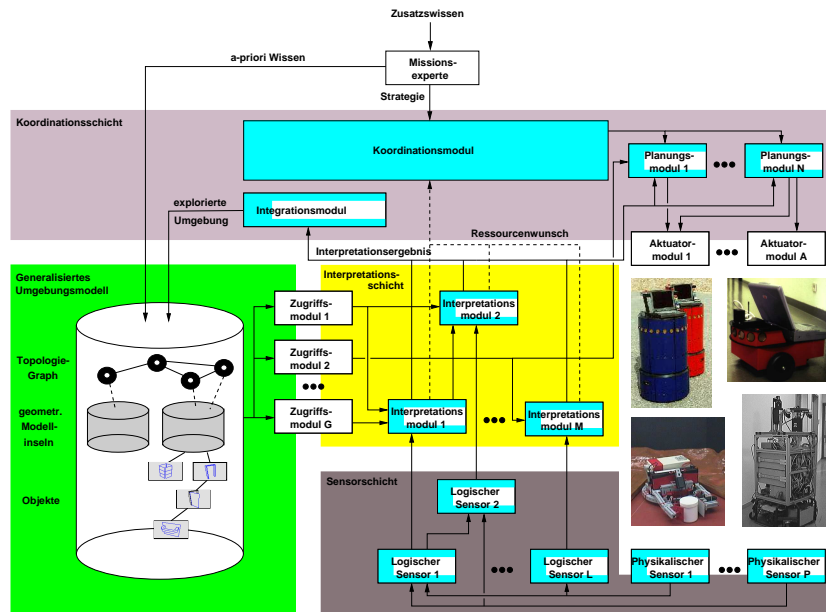 Zusatzswissen
a-priori Wissen
Missions-
experte
Strategie
Koordinationsschicht
Koordinationsmodul
Planungs-
modul 1
Planungs-
modul N
explorierte
Umgebung
Integrationsmodul
Ressourcenwunsch
Interpretationsergebnis
Aktuator-
modul 1
Aktuator-
modul A
Generalisiertes
Umgebungsmodell
Interpretations-
schicht
Zugriffs-
modul 1
Interpretations
modul 2
Topologie-
Graph
Zugriffs-
modul 2
geometr.
Modell-
inseln
Zugriffs-
modul G
Interpretations
modul 1
Interpretations
modul M
Objekte
Sensorschicht
Logischer
Sensor 2
Logischer
Sensor 1
Logischer
Sensor L
Physikalischer
Sensor 1
Physikalischer
Sensor P